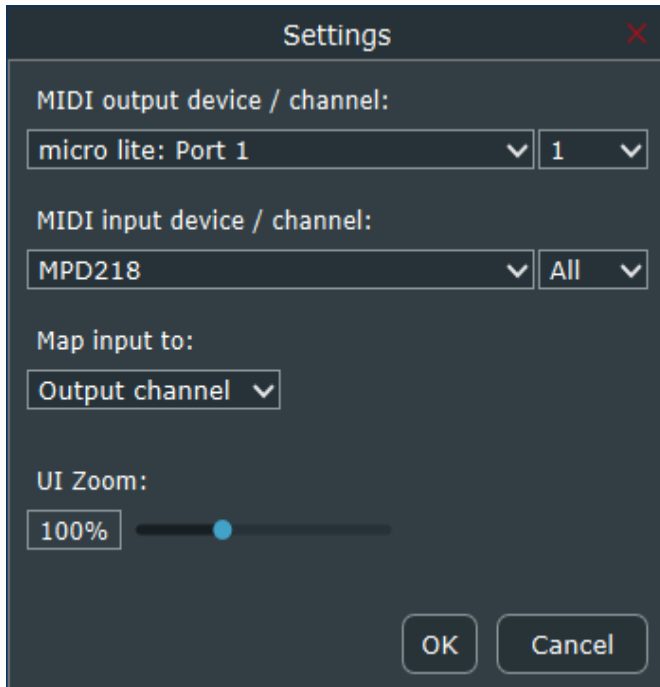 Settings
MIDI output device / channel:
micro lite: Port 1 1
MIDI input device / channel:
MPD218 All
Map input to:
Output channel
UI Zoom:
100%
OK Cancel